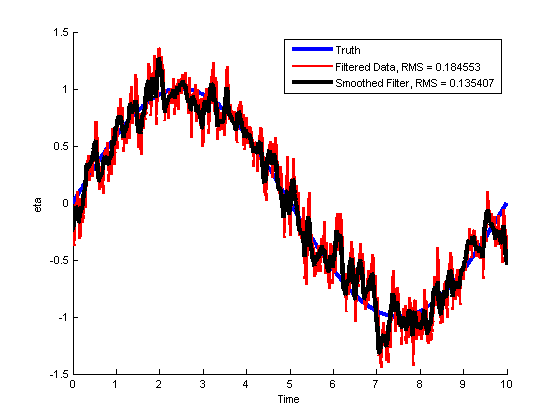 1.5
Truth
Filtered Data, RMS = 0.184553
Smoothed Filter, RMS = 0.135407
1
0.5
eta
0
-0.5
-1
-1.5
0 1 2 3 4 5 6 7 8 9 10
Time